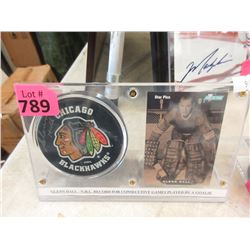 Lot #
789
CHICAGO
BLACKHAWKS
Star Pics
GLENN HALL
GLENN HALL - N.H.L. RECORD FOR CONSECUTIVE GAMES PLAYED BY A GOALIE